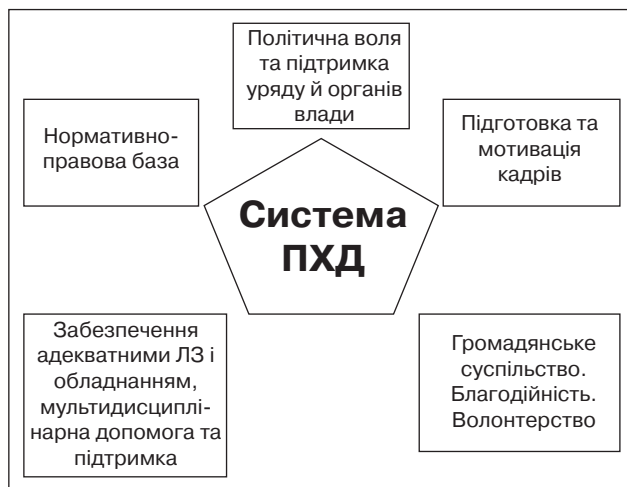 Політична воля
та підтримка
уряду й органів
влади
Нормативно-
правова база
Підготовка та
мотивація
кадрів
Система
ПХД
Забезпечення
адекватними ЛЗ і
обладнанням,
мультидисциплі-
нарна допомога та
підтримка
Громадянське
суспільство.
Благодійність.
Волонтерство